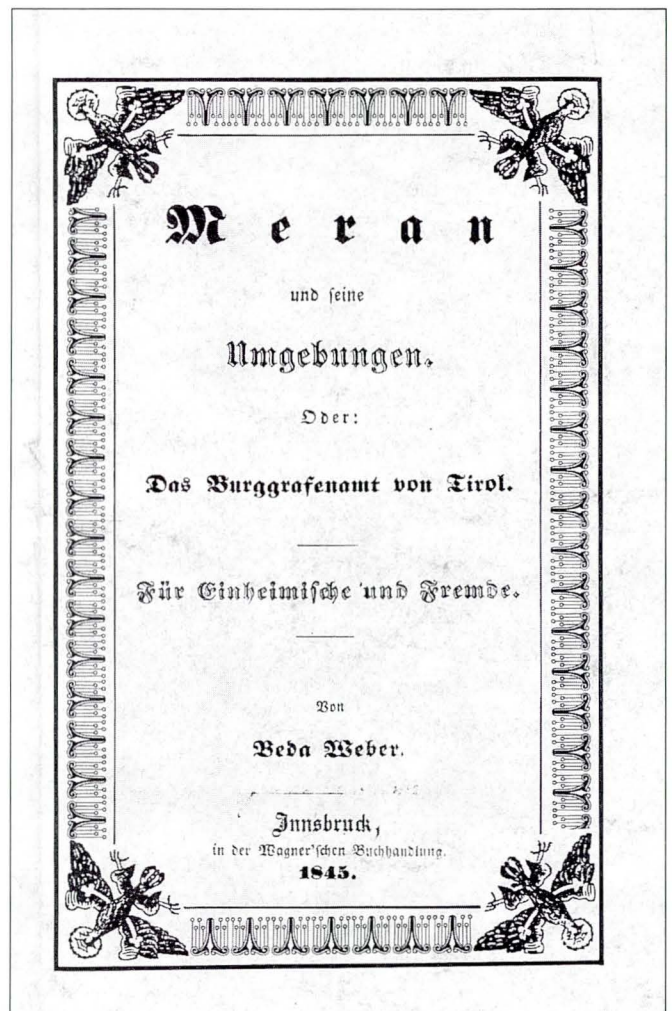 Meran
und seine
Umgebungen.
Oder:
Das Burggrafenamt von Tirol.
Für Einheimische und Fremde.
Von
Beda Weber.
Innsbruck,
in der Wagner'schen Buchhandlung.
1845.